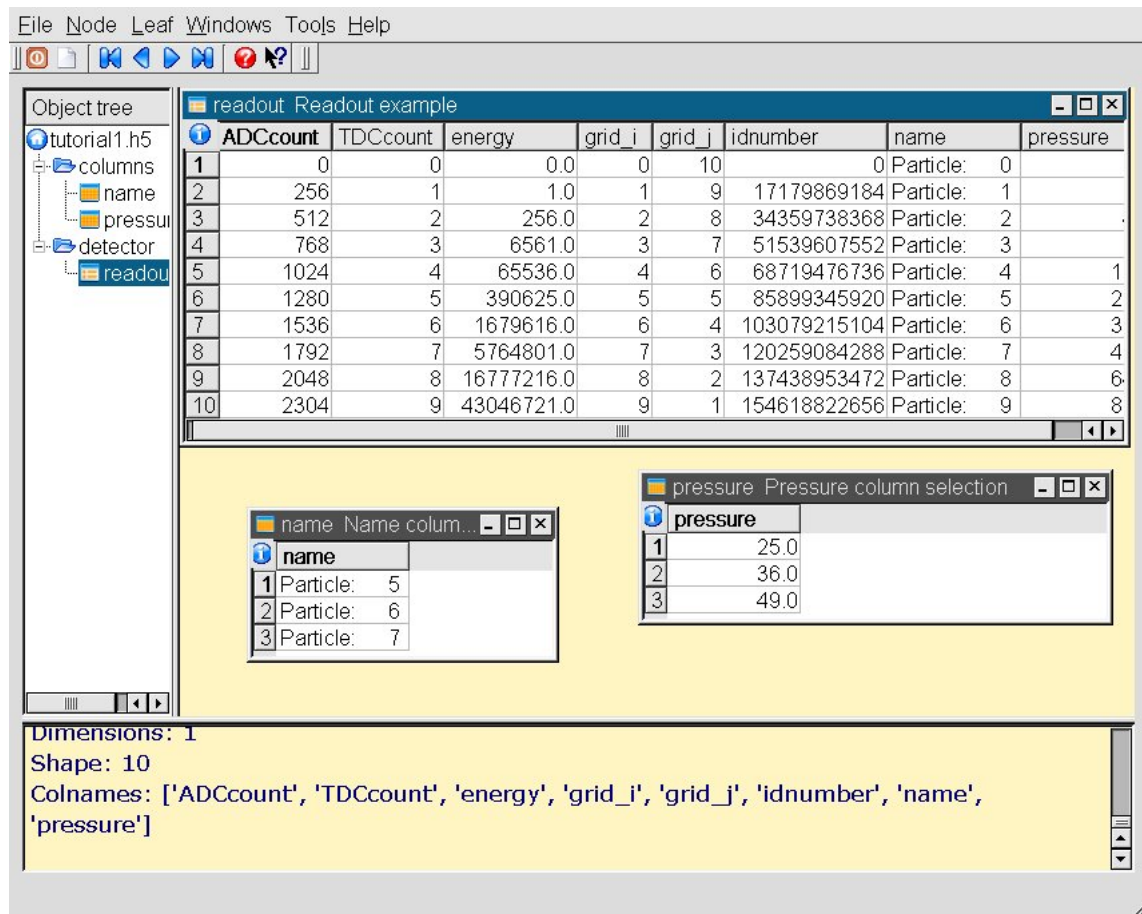 File Node Leaf Windows Tools Help
Object tree
tutorial1.h5
columns
name
pressur
detector
readou
readout Readout example
ADCcount TDCcount energy grid_i grid_j idnumber name pressure
1 0 0 0.0 0 10 0 Particle: 0
2 256 1 1.0 1 9 17179869184 Particle: 1
3 512 2 256.0 2 8 34359738368 Particle: 2
4 768 3 6561.0 3 7 51539607552 Particle: 3
5 1024 4 65536.0 4 6 68719476736 Particle: 4 1
6 1280 5 390625.0 5 5 85899345920 Particle: 5 2
7 1536 6 1679616.0 6 4 103079215104 Particle: 6 3
8 1792 7 5764801.0 7 3 120259084288 Particle: 7 4
9 2048 8 16777216.0 8 2 137438953472 Particle: 8 6
10 2304 9 43046721.0 9 1 154618822656 Particle: 9 8
name Name colum...
name
1 Particle: 5
2 Particle: 6
3 Particle: 7
pressure Pressure column selection
pressure
1 25.0
2 36.0
3 49.0
Dimensions: 1
Shape: 10
Colnames: ['ADCcount', 'TDCcount', 'energy', 'grid_i', 'grid_j', 'idnumber', 'name',
'pressure']